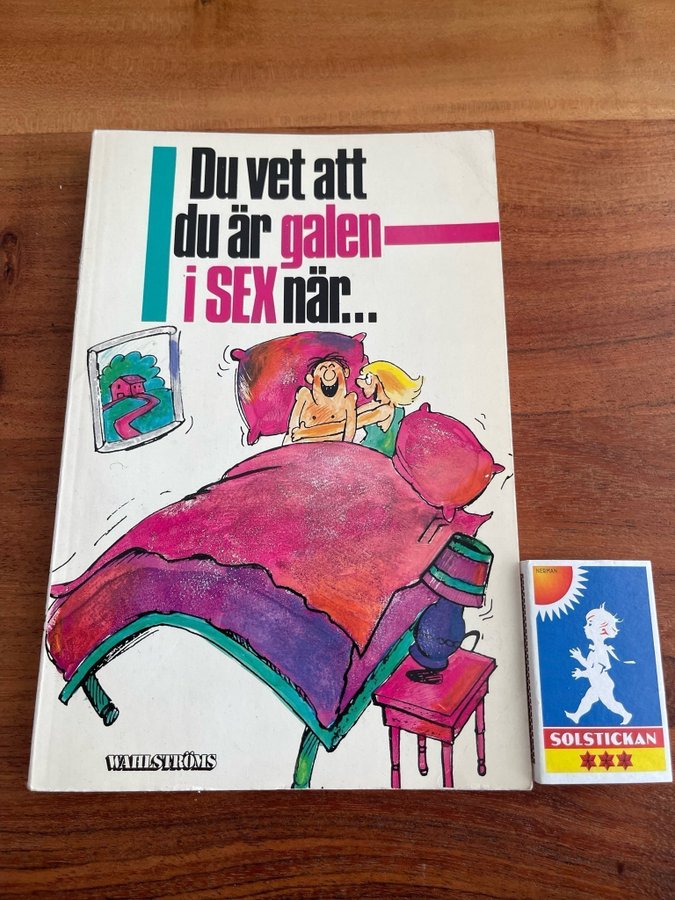 Du vet att
du är galen
i SEX när...
WAHLSTRÖMS
NERMAN
SOLSTICKAN